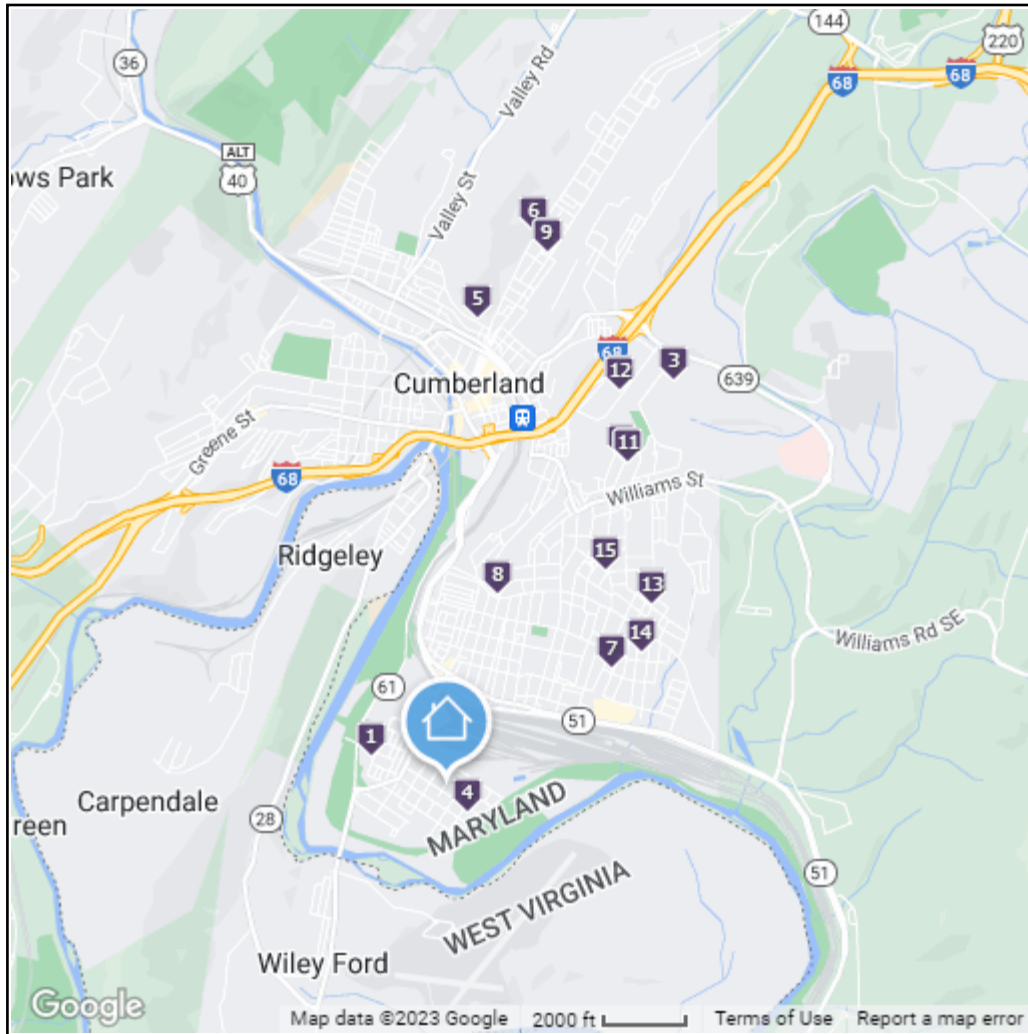 144
220
36
68
68
Valley Rd
ALT
40
ows Park
Valley St
6
9
5
68
3
12
Cumberland
639
Greene St
11
68
Williams St
Ridgeley
15
8
13
14
Williams Rd SE
7
61
51
1
Carpendale
4
MARYLAND
reen
28
51
WEST VIRGINIA
Wiley Ford
Google
Map data ©2023 Google 2000 ft Terms of Use Report a map error